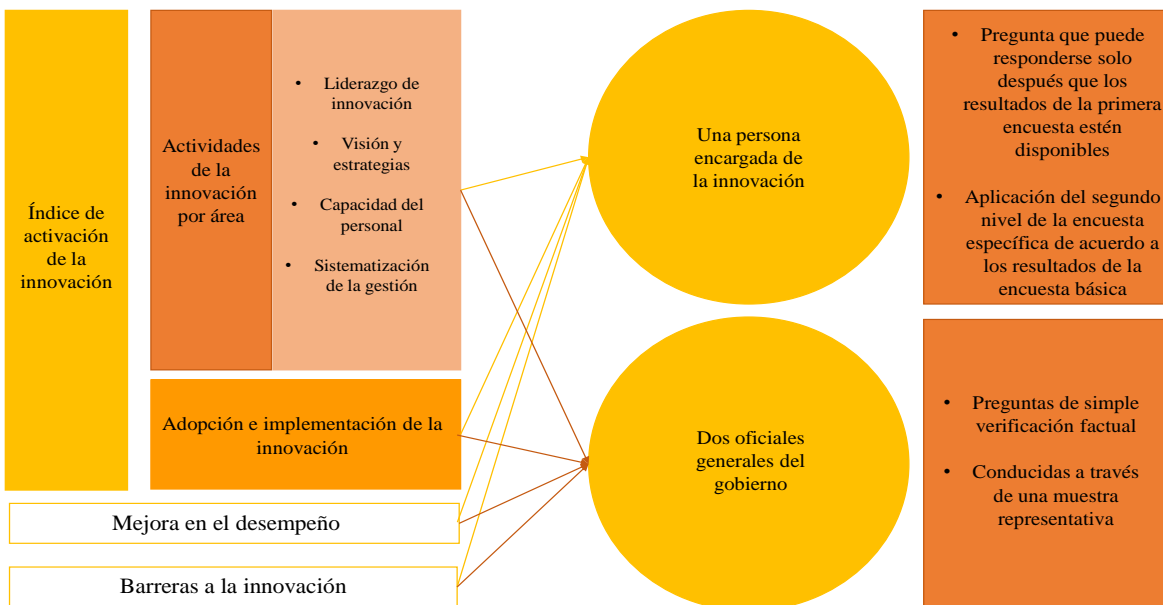 Índice de
activación
de la
innovación
Actividades
de la
innovación
por área
• Liderazgo de
innovación
• Visión y
estrategias
• Capacidad del
personal
• Sistematización
de la gestión
Adopción e implementación de la
innovación
Mejora en el desempeño
Barreras a la innovación
Una persona
encargada de
la innovación
Dos oficiales
generales del
gobierno
• Pregunta que puede
responderse solo
después que los
resultados de la primera
encuesta estén
disponibles
• Aplicación del segundo
nivel de la encuesta
específica de acuerdo a
los resultados de la
encuesta básica
• Preguntas de simple
verificación factual
• Conducidas a través
de una muestra
representativa